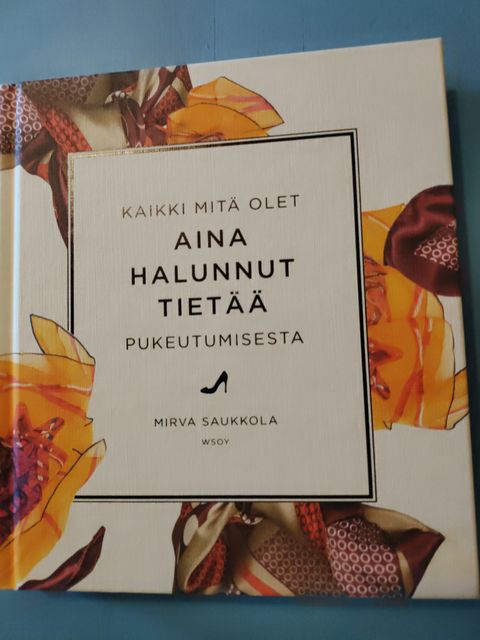 KAIKKI MITÄ OLET
AINA
HALUNNUT
TIETÄÄ
PUKEUTUMISESTA
MIRVA SAUKKOLA
WSOY